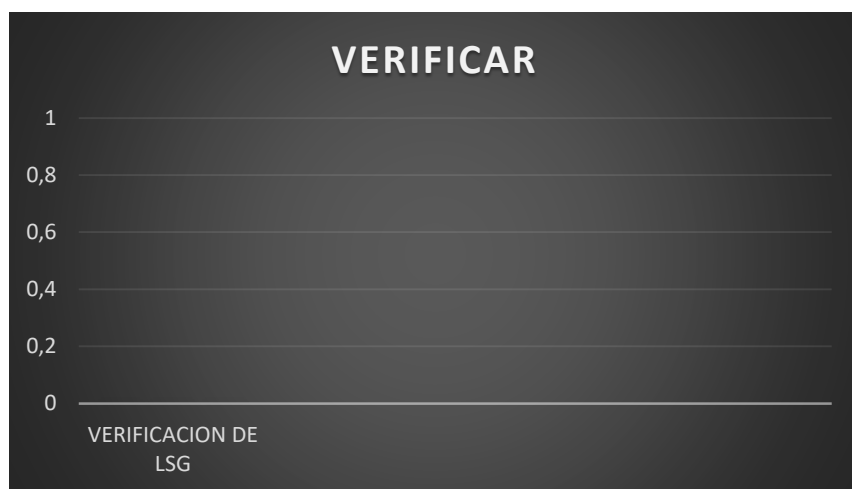 VERIFICAR
1
0,8
0,6
0,4
0,2
0
VERIFICACION DE
LSG